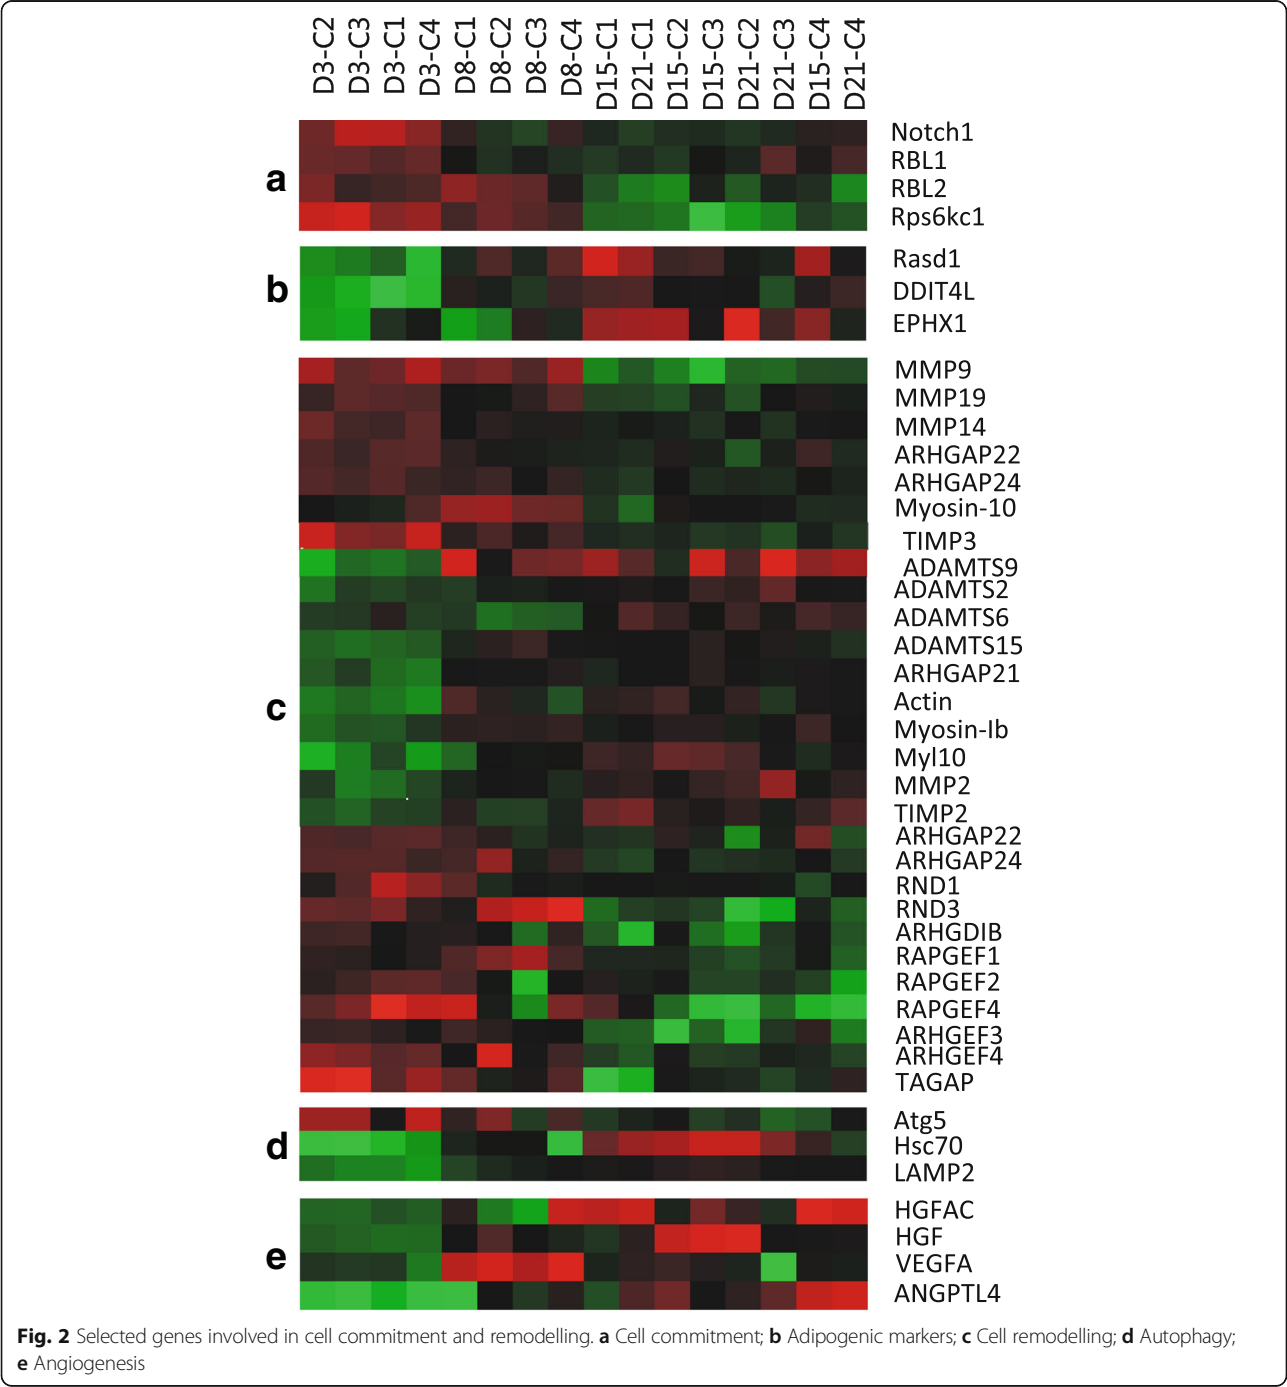 D3-C2
D3-C3
D3-C1
D3-C4
D8-C1
D8-C2
D8-C3
D8-C4
D15-C1
D21-C1
D15-C2
D15-C3
D21-C2
D21-C3
D15-C4
D21-C4
a
Notch1
RBL1
RBL2
Rps6kc1
b
Rasd1
DDIT4L
EPHX1
c
MMP9
MMP19
MMP14
ARHGAP22
ARHGAP24
Myosin-10
TIMP3
ADAMTS9
ADAMTS2
ADAMTS6
ADAMTS15
ARHGAP21
Actin
Myosin-Ib
Myl10
MMP2
TIMP2
ARHGAP22
ARHGAP24
RND1
RND3
ARHGDIB
RAPGEF1
RAPGEF2
RAPGEF4
ARHGEF3
ARHGEF4
TAGAP
d
Atg5
Hsc70
LAMP2
e
HGFAC
HGF
VEGFA
ANGPTL4
Fig. 2 Selected genes involved in cell commitment and remodelling. a Cell commitment; b Adipogenic markers; c Cell remodelling; d Autophagy;
e Angiogenesis